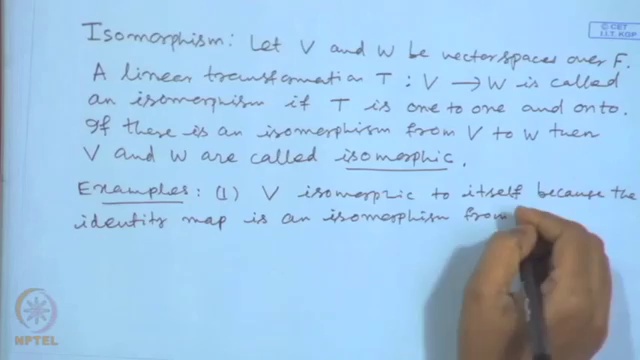 © CET
I.I.T. KGP
Isomorphism: Let V and W be vector spaces over F.
A linear transformation T : V → W is called
an isomorphism if T is one to one and onto.
If there is an isomorphism from V to W then
V and W are called isomorphic.
Examples: (1) V isomorphic to itself because the
identity map is an isomorphism from
NPTEL